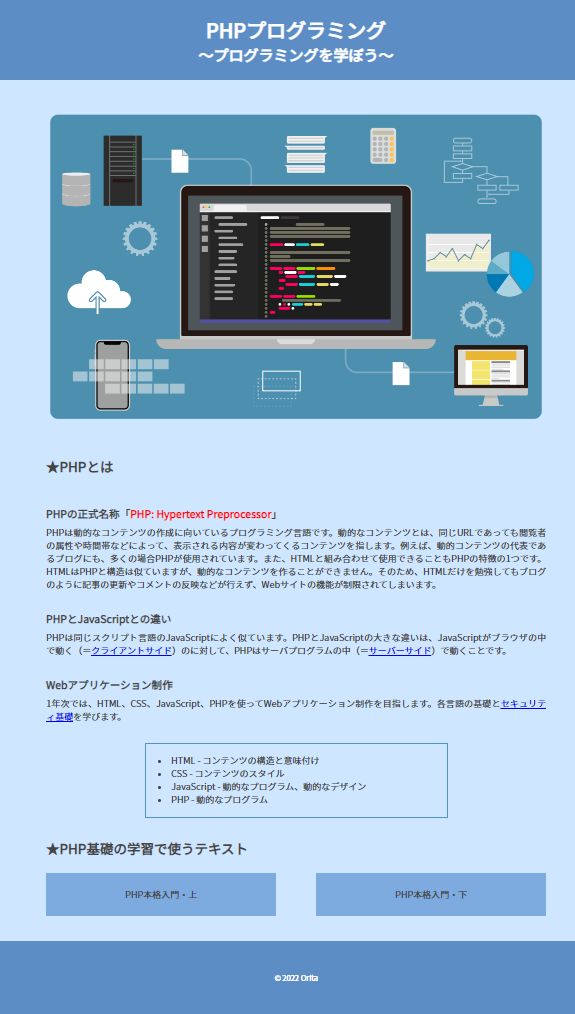 PHPプログラミング
～プログラミングを学ぼう～
★PHPとは
PHPの正式名称「PHP: Hypertext Preprocessor」
PHPは動的なコンテンツの作成に向いているプログラミング言語です。動的なコンテンツとは、同じURLであっても閲覧者
の属性や時間帯などによって、表示される内容が変わってくるコンテンツを指します。例えば、動的コンテンツの代表であ
るブログにも、多くの場合PHPが使用されています。また、HTMLと組み合わせて使用できることもPHPの特徴の1つです。
HTMLはPHPと構造は似ていますが、動的なコンテンツを作ることができません。そのため、HTMLだけを勉強してもブログ
のように記事の更新やコメントの反映などが行えず、Webサイトの機能が制限されてしまいます。
PHPとJavaScriptとの違い
PHPは同じスクリプト言語のJavaScriptによく似ています。PHPとJavaScriptの大きな違いは、JavaScriptがブラウザの中
で動く（＝クライアントサイド）のに対して、PHPはサーバプログラムの中（＝サーバーサイド）で動くことです。
Webアプリケーション制作
1年次では、HTML、CSS、JavaScript、PHPを使ってWebアプリケーション制作を目指します。各言語の基礎とセキュリテ
ィ基礎を学びます。
• HTML - コンテンツの構造と意味付け
• CSS - コンテンツのスタイル
• JavaScript - 動的なプログラム、動的なデザイン
• PHP - 動的なプログラム
★PHP基礎の学習で使うテキスト
PHP本格入門・上
PHP本格入門・下
© 2022 Orita